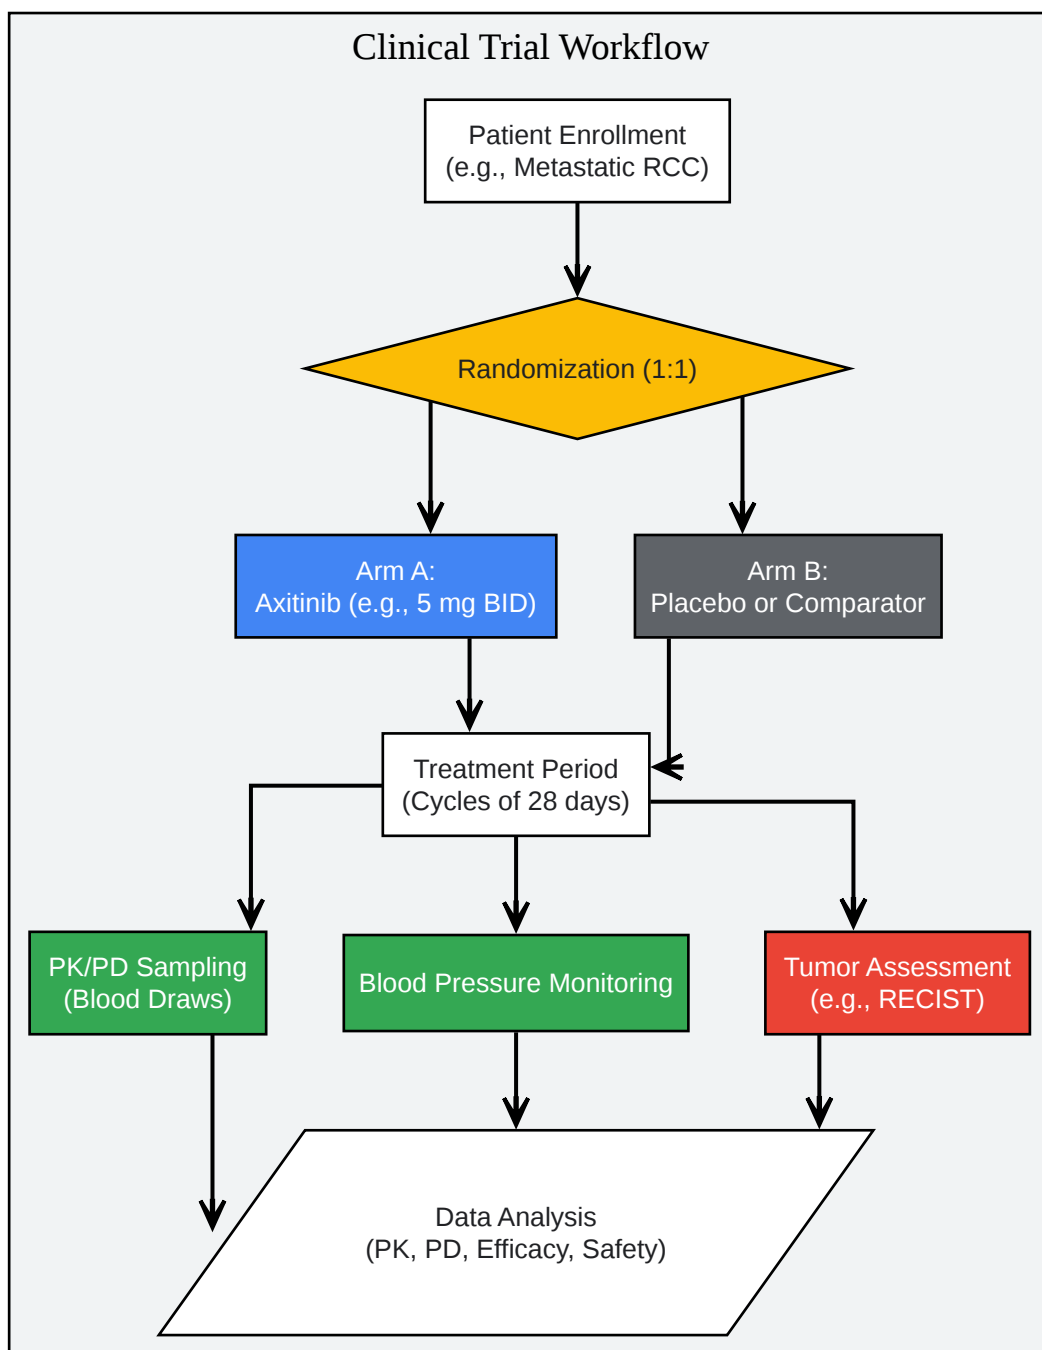 Clinical Trial Workflow
Patient Enrollment
(e.g., Metastatic RCC)
Randomization (1:1)
Arm A:
Axitinib (e.g., 5 mg BID)
Arm B:
Placebo or Comparator
Treatment Period
(Cycles of 28 days)
PK/PD Sampling
(Blood Draws)
Blood Pressure Monitoring
Tumor Assessment
(e.g., RECIST)
Data Analysis
(PK, PD, Efficacy, Safety)